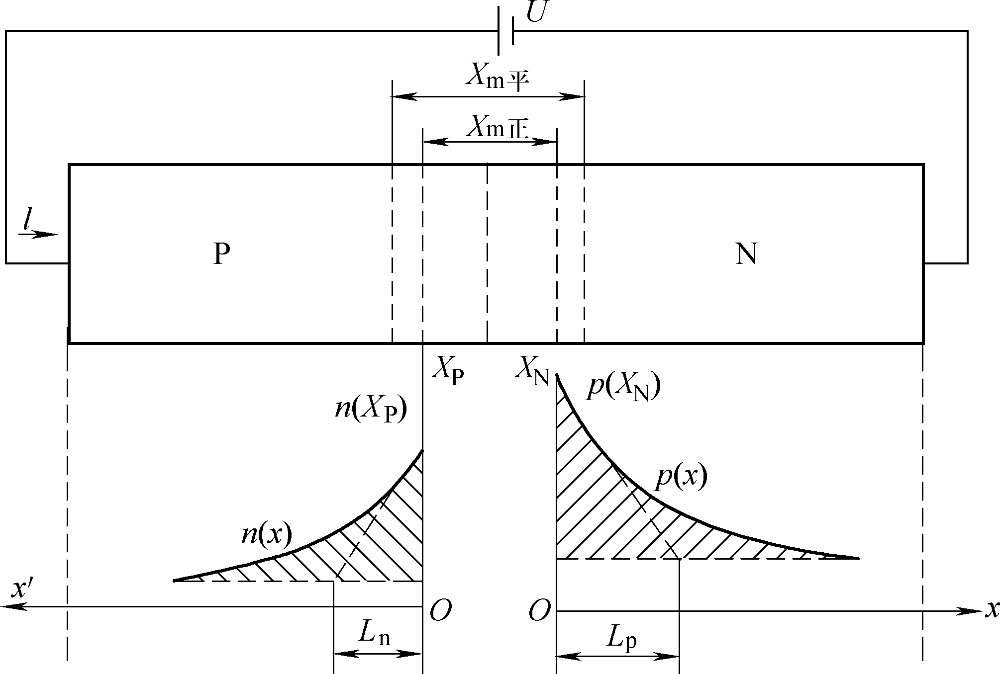 U
Xm平
Xm正
l
P
N
XP
XN
n(XP)
p(XN)
p(x)
n(x)
x′
O
O
x
Ln
Lp